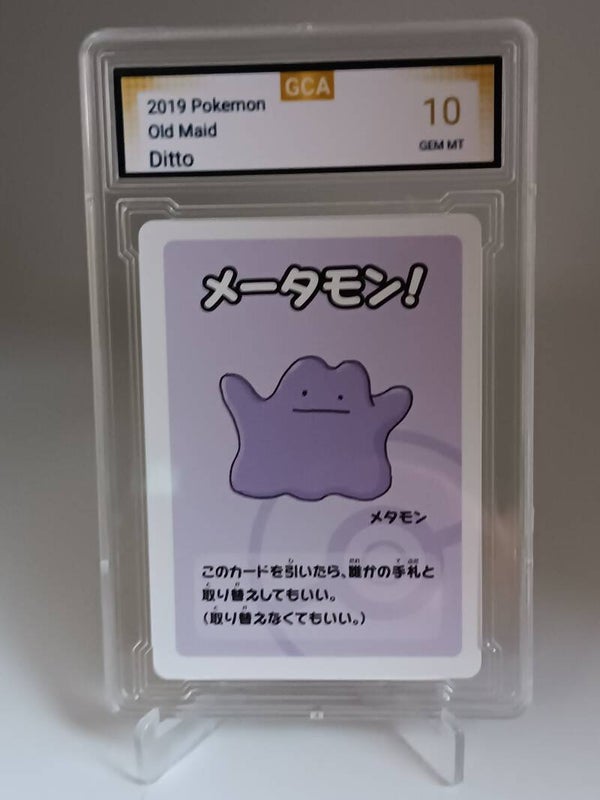 GCA
2019 Pokemon
Old Maid
Ditto
10
GEM MT
メータモン!
メタモン
このカードを引いたら、誰かの手札と
取り替えしてもいい。
(取り替えなくてもいい。)